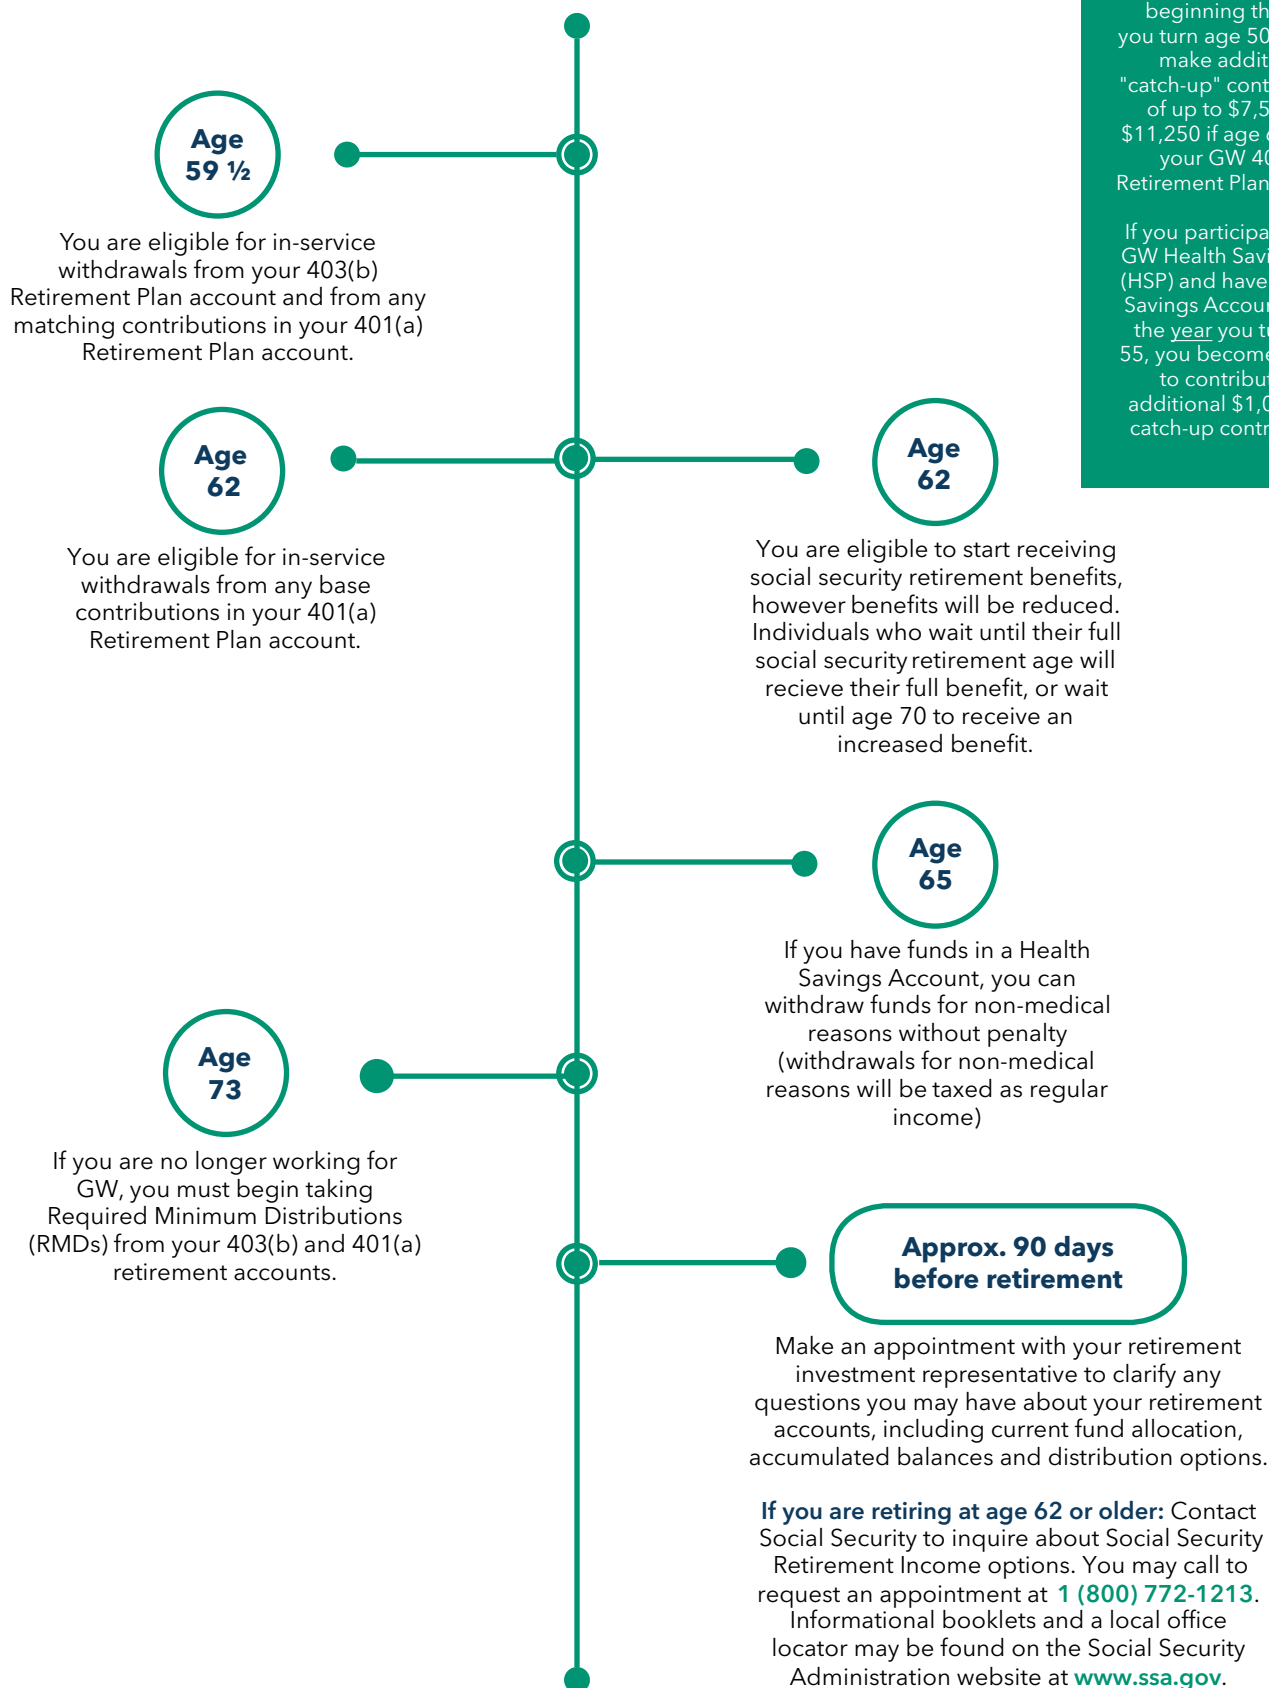 beginning th
you turn age 50
make addit
"catch-up" cont
of up to $7,5
$11,250 if age
your GW 40
Retirement Plan
If you participa
GW Health Savi
(HSP) and have
Savings Accou
the year you tu
55, you become
to contribut
additional $1,0
catch-up contr
Age
59 ½
You are eligible for in-service
withdrawals from your 403(b)
Retirement Plan account and from any
matching contributions in your 401(a)
Retirement Plan account.
Age
62
You are eligible for in-service
withdrawals from any base
contributions in your 401(a)
Retirement Plan account.
Age
62
You are eligible to start receiving
social security retirement benefits,
however benefits will be reduced.
Individuals who wait until their full
social security retirement age will
recieve their full benefit, or wait
until age 70 to receive an
increased benefit.
Age
65
If you have funds in a Health
Savings Account, you can
withdraw funds for non-medical
reasons without penalty
(withdrawals for non-medical
reasons will be taxed as regular
income)
Age
73
If you are no longer working for
GW, you must begin taking
Required Minimum Distributions
(RMDs) from your 403(b) and 401(a)
retirement accounts.
Approx. 90 days
before retirement
Make an appointment with your retirement
investment representative to clarify any
questions you may have about your retirement
accounts, including current fund allocation,
accumulated balances and distribution options.
If you are retiring at age 62 or older: Contact
Social Security to inquire about Social Security
Retirement Income options. You may call to
request an appointment at 1 (800) 772-1213.
Informational booklets and a local office
locator may be found on the Social Security
Administration website at www.ssa.gov.